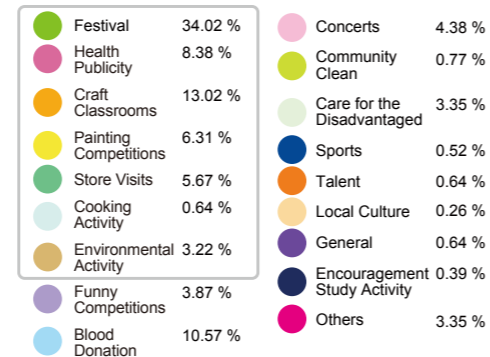 Festival 34.02 %
Health
Publicity 8.38 %
Craft
Classrooms 13.02 %
Painting
Competitions 6.31 %
Store Visits 5.67 %
Cooking
Activity 0.64 %
Environmental
Activity 3.22 %
Funny
Competitions 3.87 %
Blood
Donation 10.57 %
Concerts 4.38 %
Community
Clean 0.77 %
Care for the
Disadvantaged 3.35 %
Sports 0.52 %
Talent 0.64 %
Local Culture 0.26 %
General 0.64 %
Encouragement
Study Activity 0.39 %
Others 3.35 %